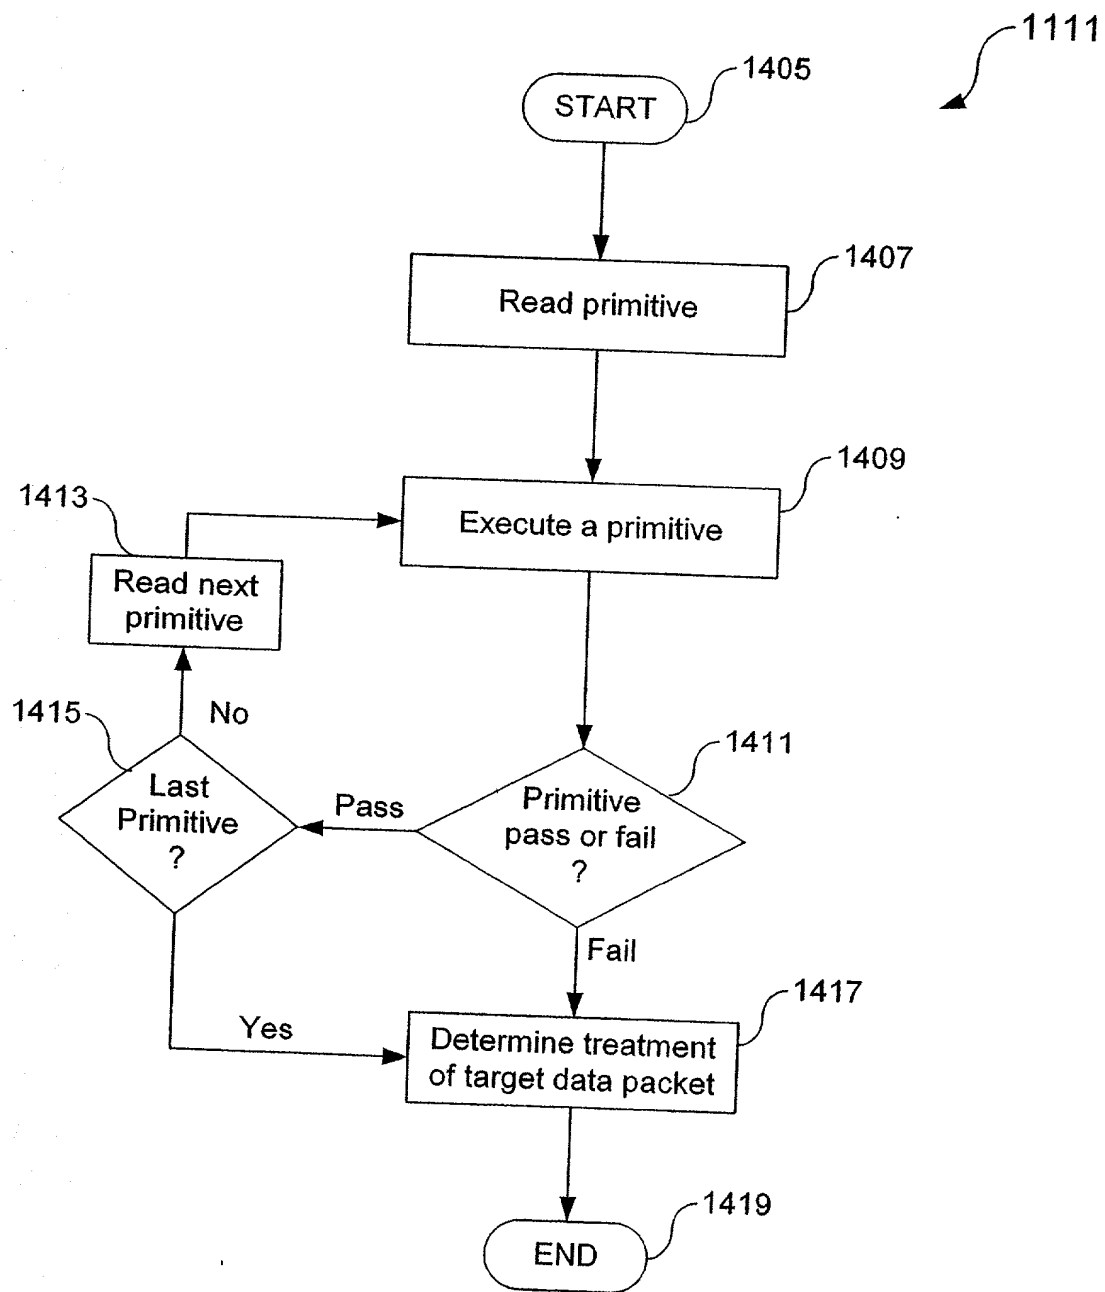 1111
1405
START
1407
Read primitive
1409
Execute a primitive
1413
Read next
primitive
1415
No
Last
Primitive
?
Pass
1411
Primitive
pass or fail
?
Fail
Yes
1417
Determine treatment
of target data packet
1419
END